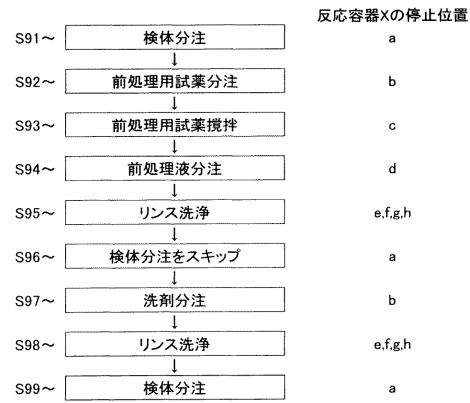 反応容器Xの停止位置
S91～ 検体分注 a
↓
S92～ 前処理用試薬分注 b
↓
S93～ 前処理用試薬撹拌 c
↓
S94～ 前処理液分注 d
↓
S95～ リンス洗浄 e,f,g,h
↓
S96～ 検体分注をスキップ a
↓
S97～ 洗剤分注 b
↓
S98～ リンス洗浄 e,f,g,h
↓
S99～ 検体分注 a